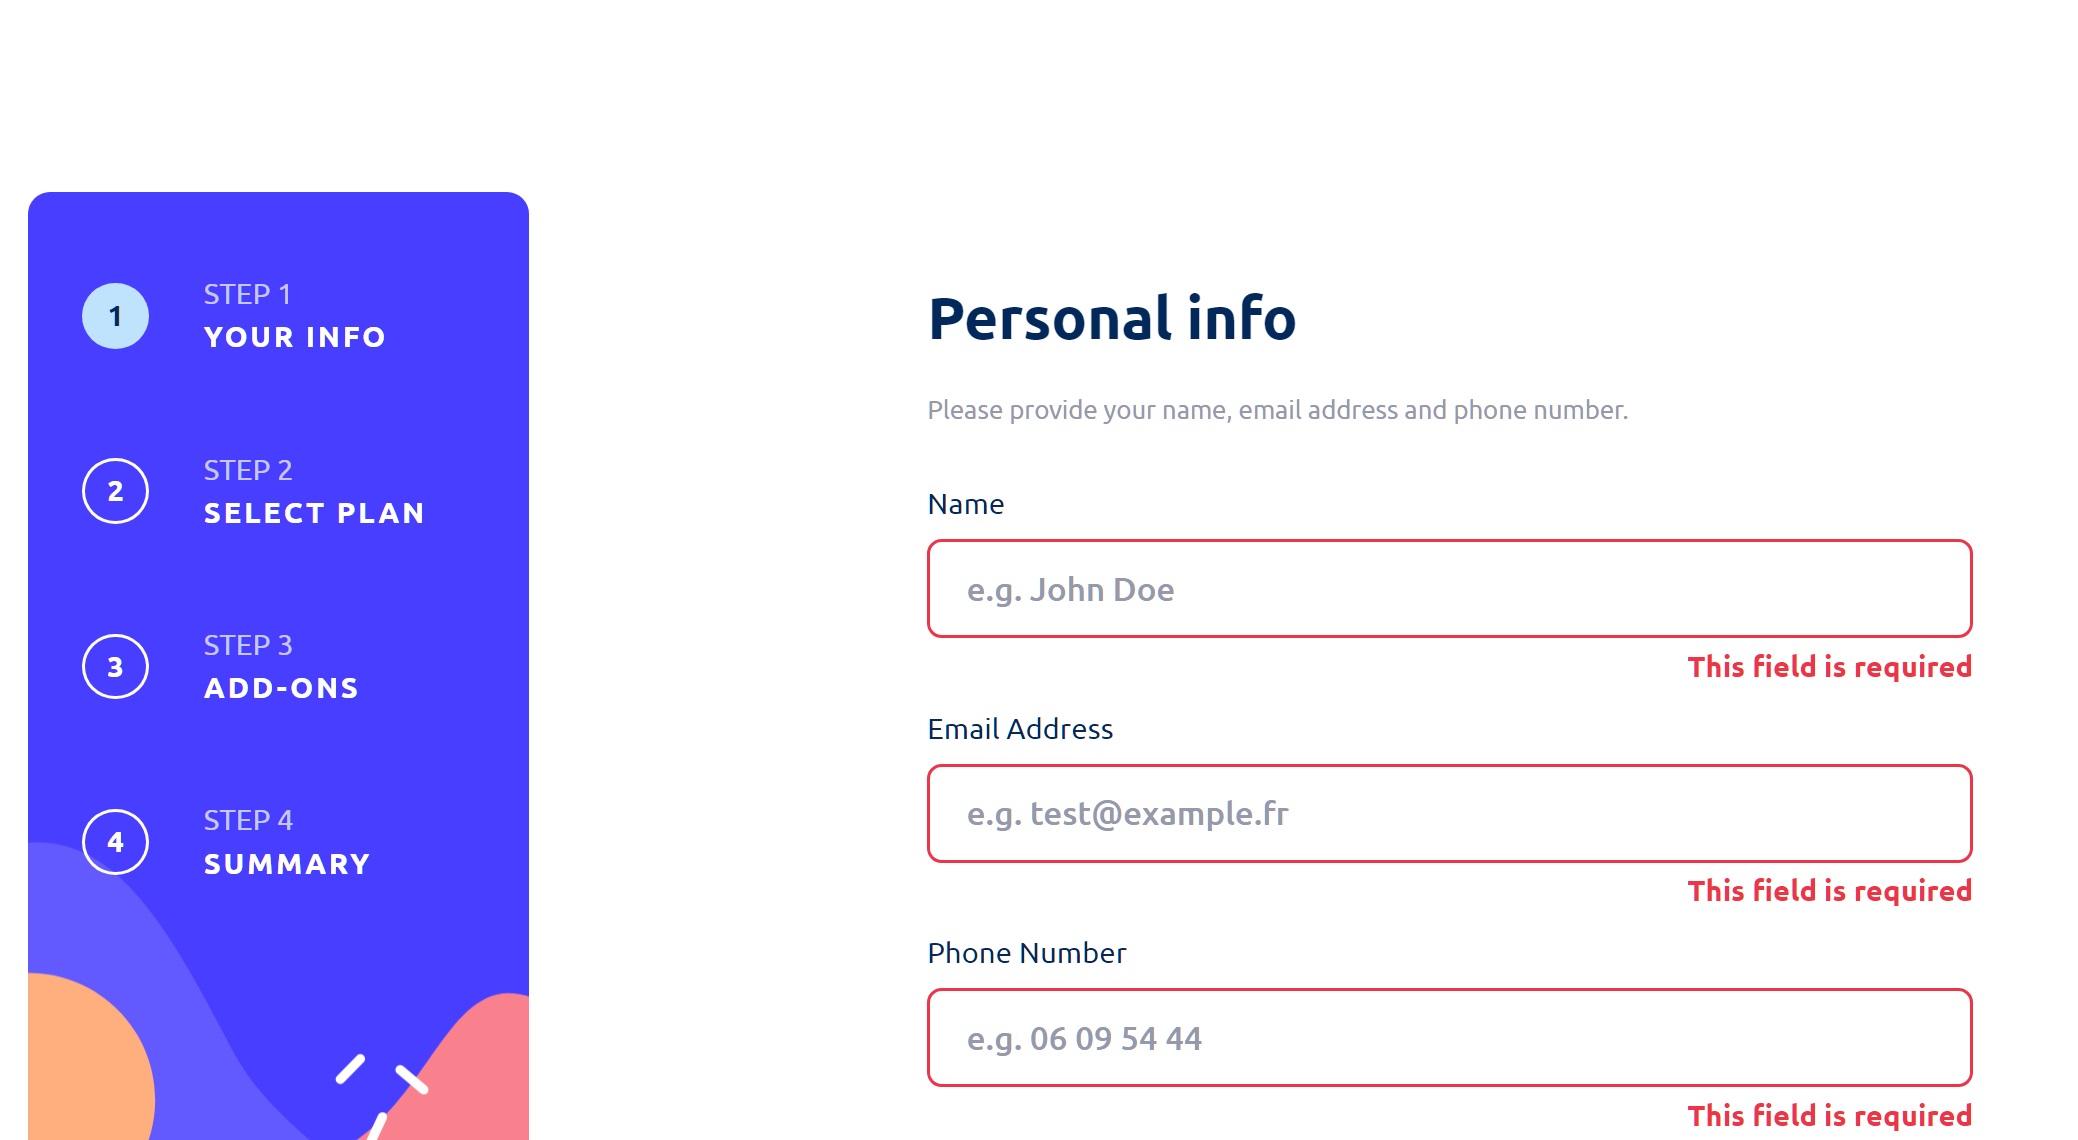 1
STEP 1
YOUR INFO
2
STEP 2
SELECT PLAN
3
STEP 3
ADD-ONS
4
STEP 4
SUMMARY
Personal info
Please provide your name, email address and phone number.
Name
e.g. John Doe
This field is required
Email Address
e.g. test@example.fr
This field is required
Phone Number
e.g. 06 09 54 44
This field is required